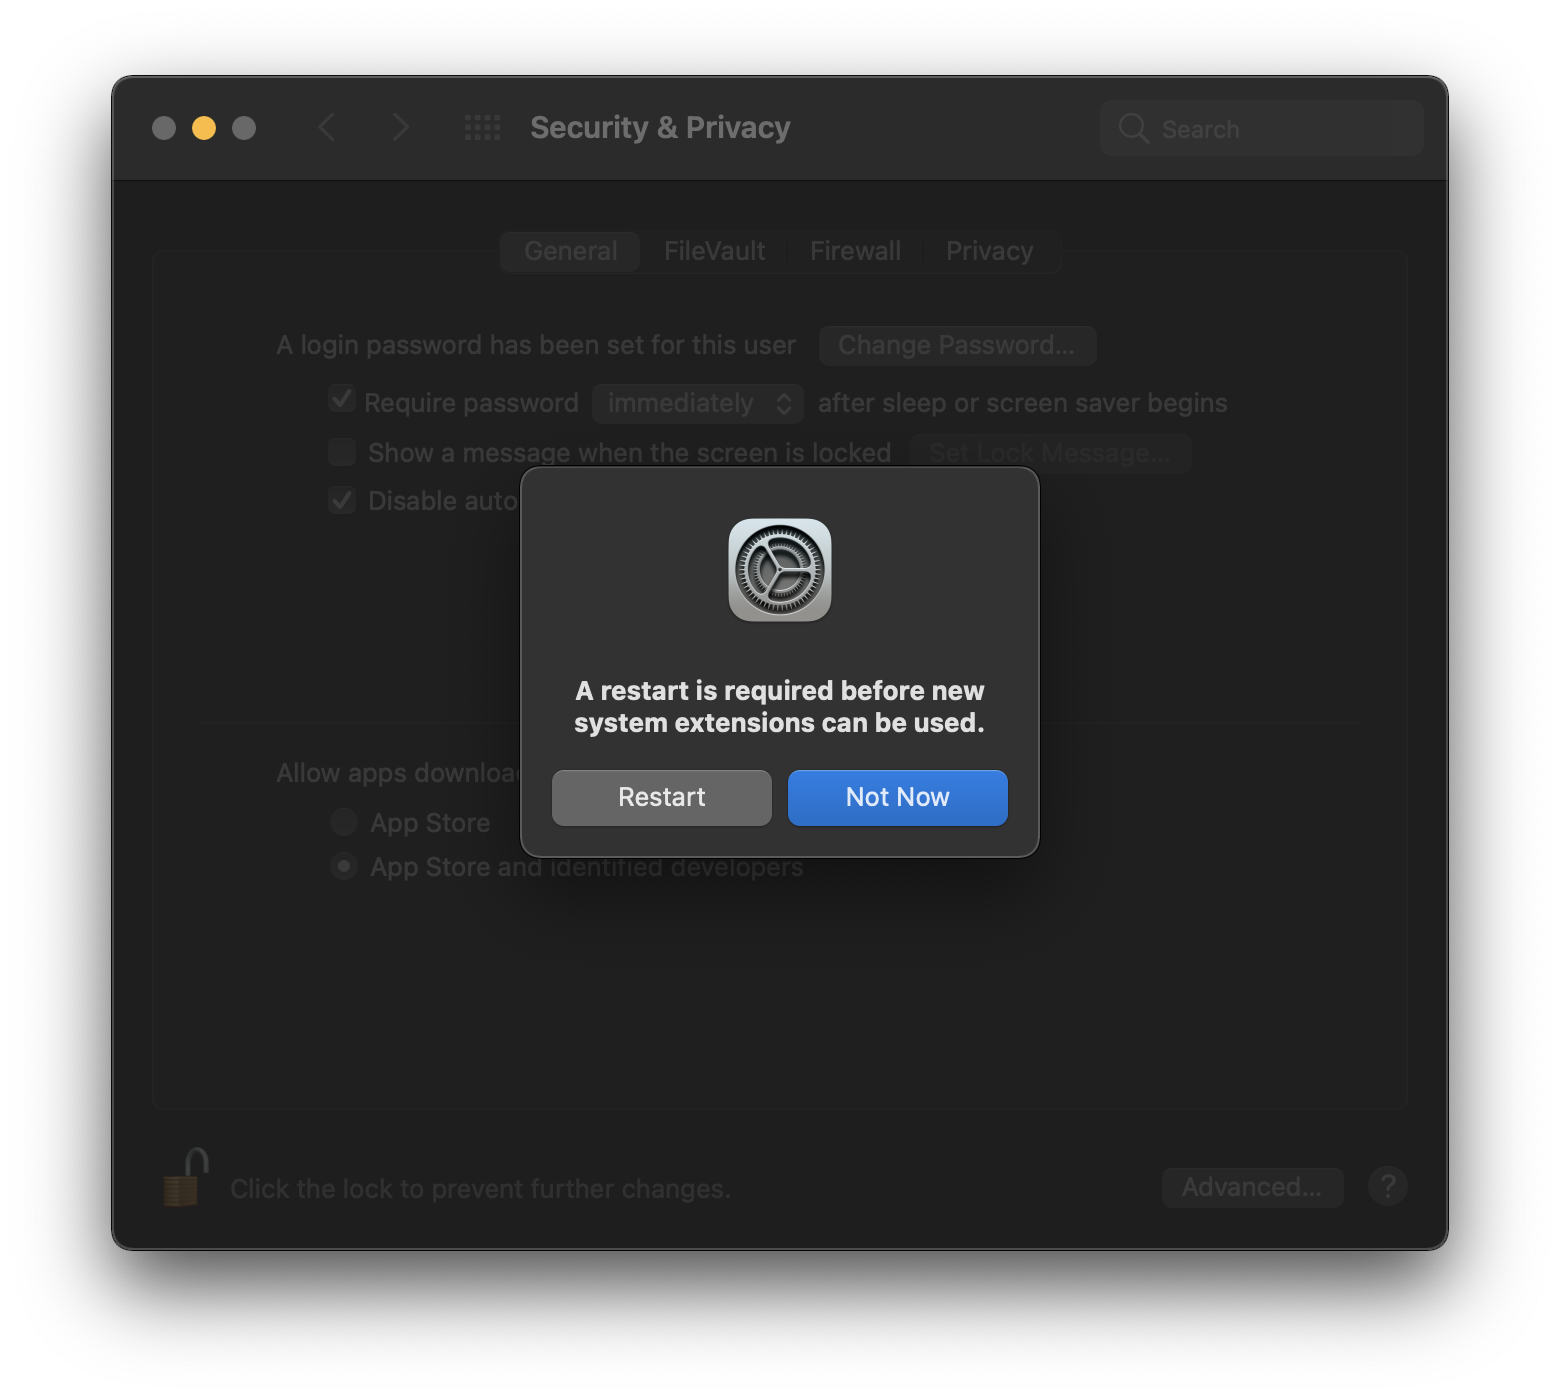 Security & Privacy
Search
General FileVault Firewall Privacy
A login password has been set for this user Change Password...
Require password immediately after sleep or screen saver begins
Show a message when the screen is locked Set Lock Message...
Disable auto
A restart is required before new
system extensions can be used.
Restart Not Now
Allow apps downloa
App Store
App Store and identified developers
Click the lock to prevent further changes.
Advanced... ?